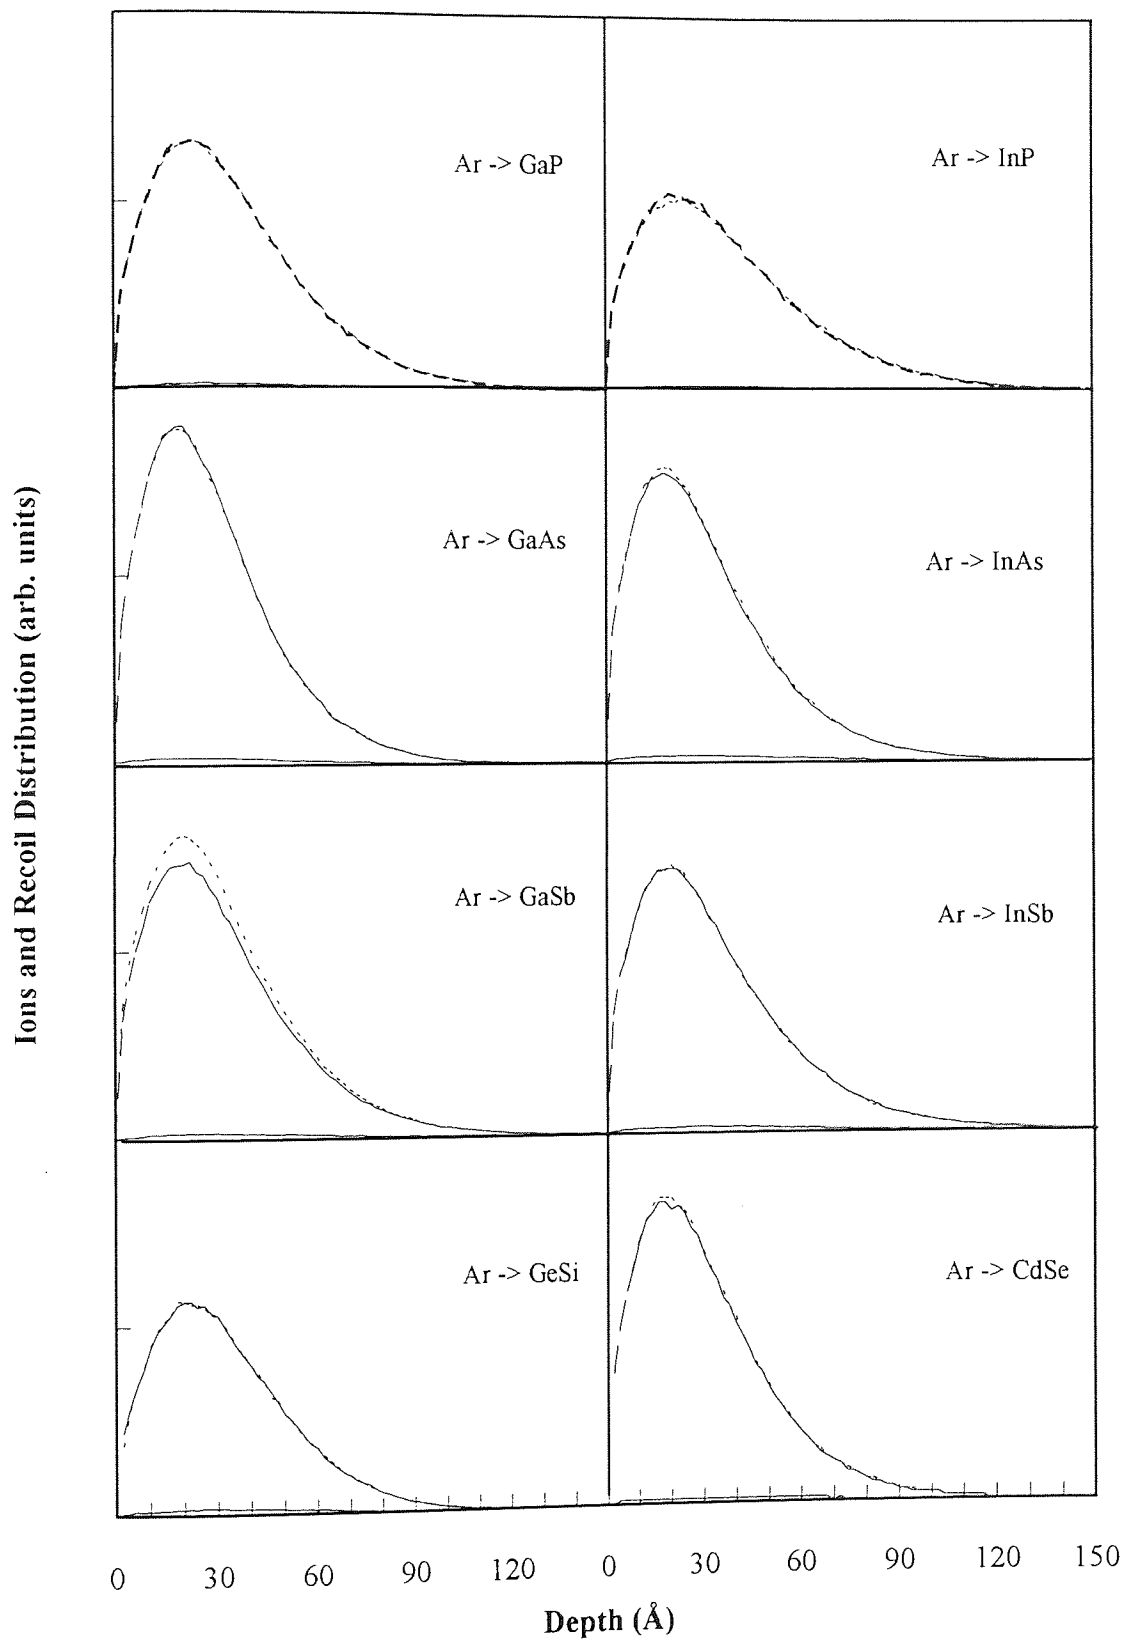 Ar -> GaP
Ar -> InP
Ar -> GaAs
Ar -> InAs
Ar -> GaSb
Ar -> InSb
Ar -> GeSi
Ar -> CdSe
Ions and Recoil Distribution (arb. units)
0 30 60 90 120 0 30 60 90 120 150
Depth (Å)